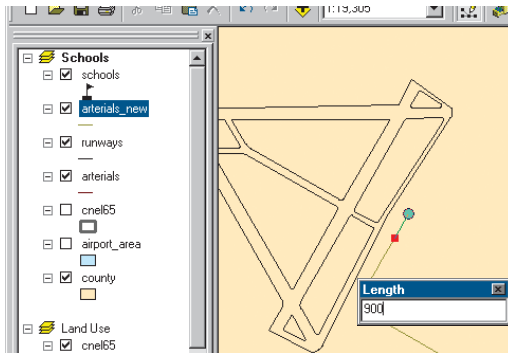 1:19,305
Schools
schools
arterials_new
runways
arterials
cnel65
airport_area
county
Land Use
cnel65
Length
900